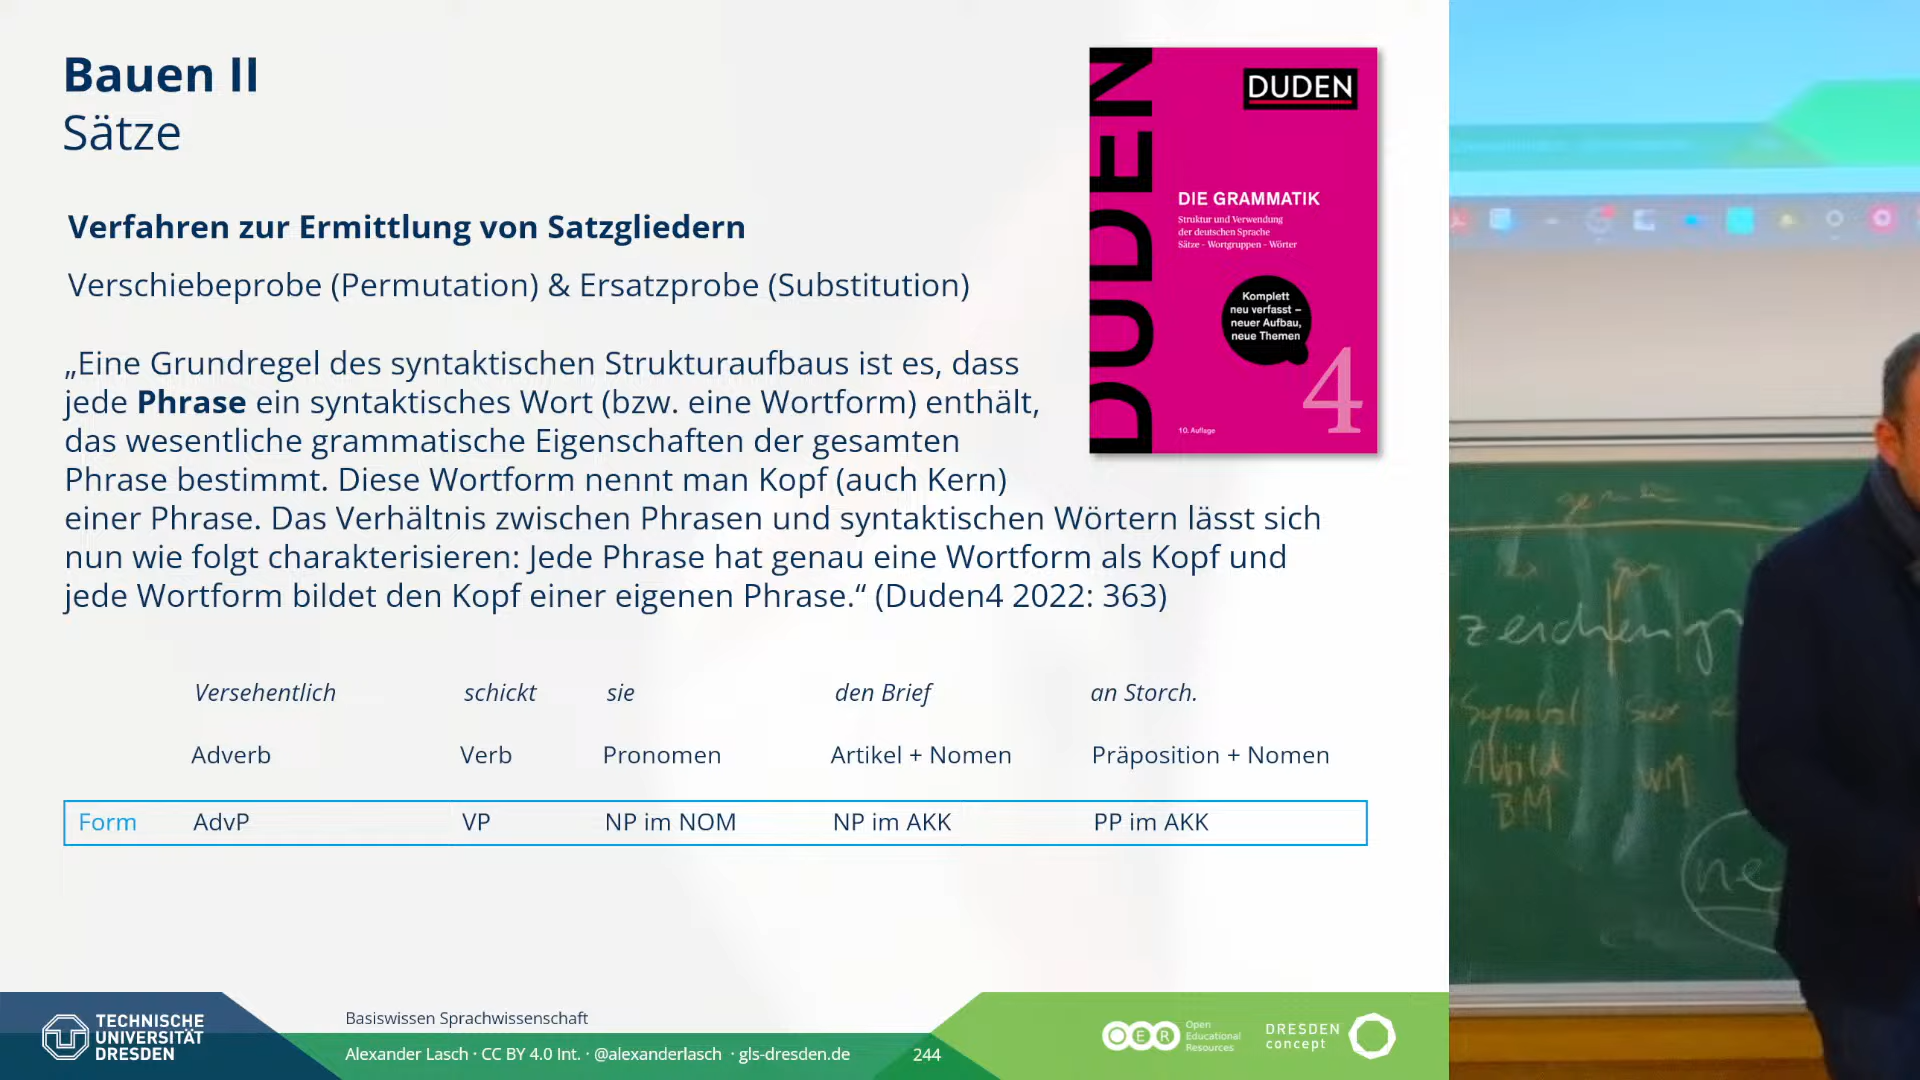 Bauen II
Sätze
Verfahren zur Ermittlung von Satzgliedern
Verschiebeprobe (Permutation) & Ersatzprobe (Substitution)
„Eine Grundregel des syntaktischen Strukturaufbaus ist es, dass
jede Phrase ein syntaktisches Wort (bzw. eine Wortform) enthält,
das wesentliche grammatische Eigenschaften der gesamten
Phrase bestimmt. Diese Wortform nennt man Kopf (auch Kern)
einer Phrase. Das Verhältnis zwischen Phrasen und syntaktischen Wörtern lässt sich
nun wie folgt charakterisieren: Jede Phrase hat genau eine Wortform als Kopf und
jede Wortform bildet den Kopf einer eigenen Phrase.“ (Duden4 2022: 363)
Versehentlich schickt sie den Brief an Storch.
Adverb Verb Pronomen Artikel + Nomen Präposition + Nomen
Form AdvP VP NP im NOM NP im AKK PP im AKK
DUDEN
DUDEN
DIE GRAMMATIK
Struktur und Verwendung
der deutschen Sprache
Sätze – Wortgruppen – Wörter
Komplett
neu verfasst –
neuer Aufbau,
neue Themen
4
10. Auflage
TECHNISCHE
UNIVERSITÄT
DRESDEN
Basiswissen Sprachwissenschaft
Alexander Lasch · CC BY 4.0 Int. · @alexanderlasch · gls-dresden.de
244
OER
Open
Educational
Resources
DRESDEN
concept
Symbol
Abbild
BM
WM